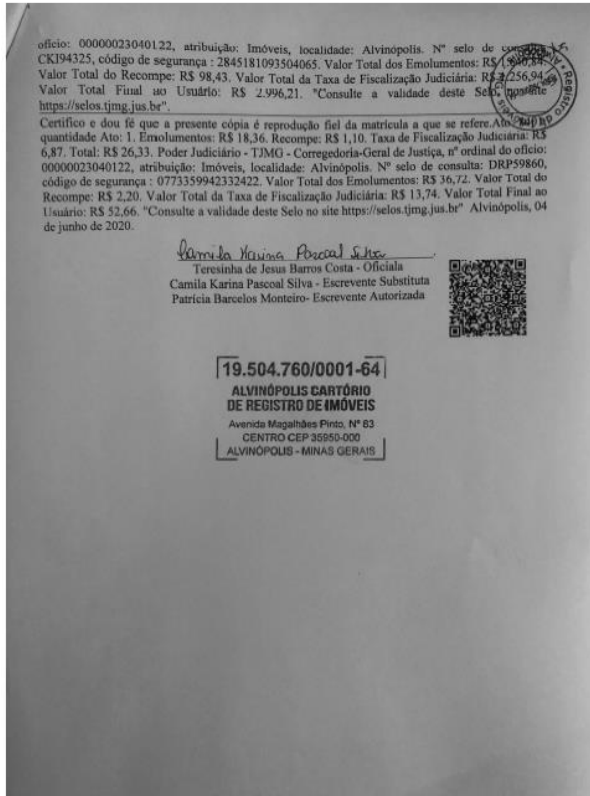 ofício: 00000023040122, atribuição: Imóveis, localidade: Alvinópolis. Nº selo de
CKI94325, código de segurança : 2845181093504065. Valor Total dos Emolumentos: R$
Valor Total do Recompe: R$ 98,43. Valor Total da Taxa de Fiscalização Judiciária: R$ 1.256,94.
Valor Total Final ao Usuário: R$ 2.996,21. "Consulte a validade deste Selo no site
https://selos.tjmg.jus.br".
Certifico e dou fé que a presente cópia é reprodução fiel da matrícula a que se refere.
quantidade Ato: 1. Emolumentos: R$ 18,36. Recompe: R$ 1,10. Taxa de Fiscalização Judiciária: R$
6,87. Total: R$ 26,33. Poder Judiciário - TJMG - Corregedoria-Geral de Justiça, nº ordinal do ofício:
00000023040122, atribuição: Imóveis, localidade: Alvinópolis. Nº selo de consulta: DRP59860,
código de segurança : 0773359942332422. Valor Total dos Emolumentos: R$ 36,72. Valor Total do
Recompe: R$ 2,20. Valor Total da Taxa de Fiscalização Judiciária: R$ 13,74. Valor Total Final ao
Usuário: R$ 52,66. "Consulte a validade deste Selo no site https://selos.tjmg.jus.br" Alvinópolis, 04
de junho de 2020.
Camila Karina Pascoal Silva
Teresinha de Jesus Barros Costa - Oficiala
Camila Karina Pascoal Silva - Escrevente Substituta
Patrícia Barcelos Monteiro- Escrevente Autorizada
19.504.760/0001-64
ALVINÓPOLIS CARTÓRIO
DE REGISTRO DE IMÓVEIS
Avenida Magalhães Pinto, Nº 83
CENTRO CEP 35950-000
ALVINÓPOLIS - MINAS GERAIS